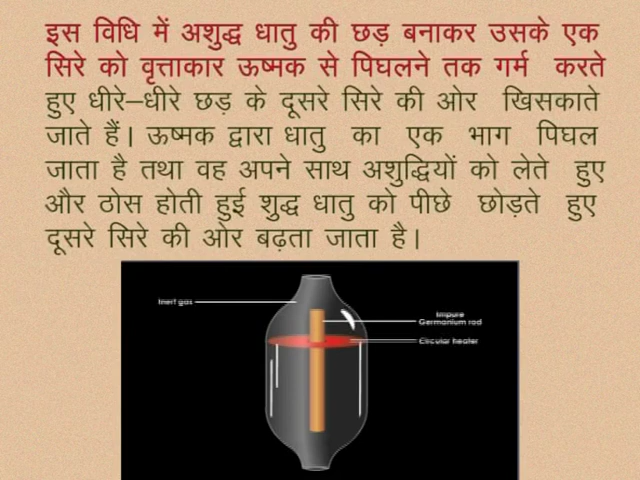 इस विधि में अशुद्ध धातु की छड़ बनाकर उसके एक
सिरे को वृत्ताकार ऊष्मक से पिघलने तक गर्म करते
हुए धीरे–धीरे छड़ के दूसरे सिरे की ओर खिसकाते
जाते हैं। ऊष्मक द्वारा धातु का एक भाग पिघल
जाता है तथा वह अपने साथ अशुद्धियों को लेते हुए
और ठोस होती हुई शुद्ध धातु को पीछे छोड़ते हुए
दूसरे सिरे की ओर बढ़ता जाता है।
Inert gas
Impure
Germanium rod
Circular heater